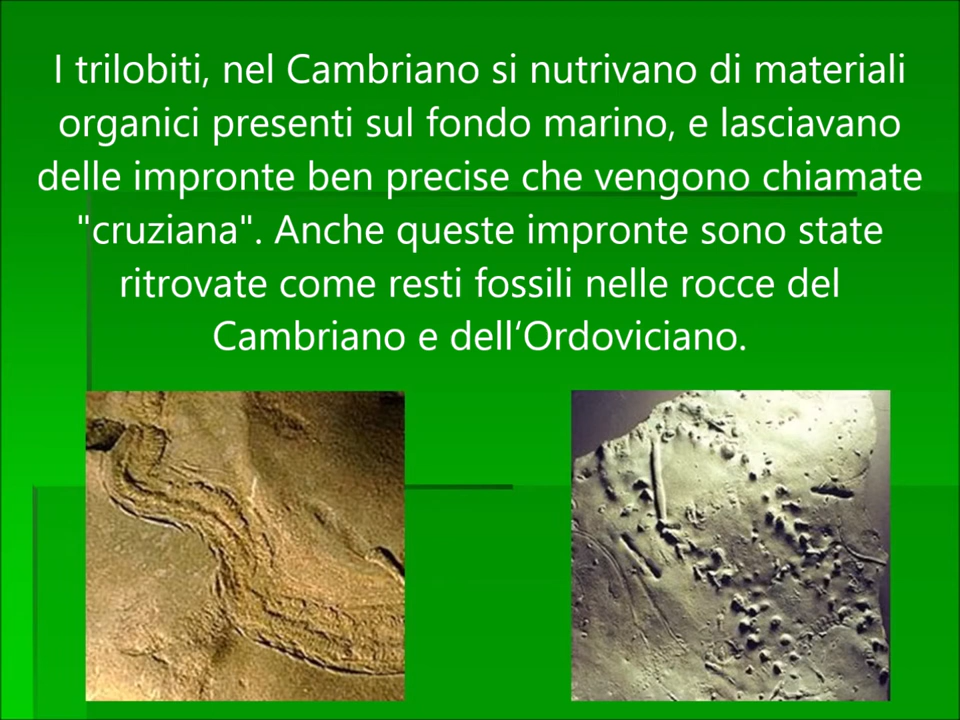 I trilobiti, nel Cambriano si nutrivano di materiali
organici presenti sul fondo marino, e lasciavano
delle impronte ben precise che vengono chiamate
"cruziana". Anche queste impronte sono state
ritrovate come resti fossili nelle rocce del
Cambriano e dell‘Ordoviciano.